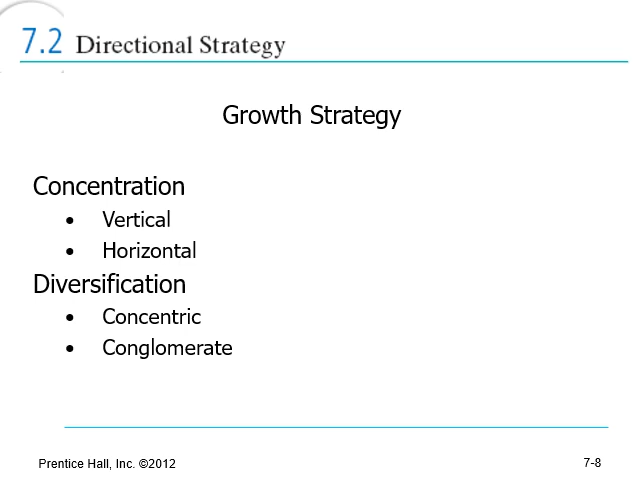 7.2 Directional Strategy
Growth Strategy
Concentration
• Vertical
• Horizontal
Diversification
• Concentric
• Conglomerate
Prentice Hall, Inc. ©2012
7-8